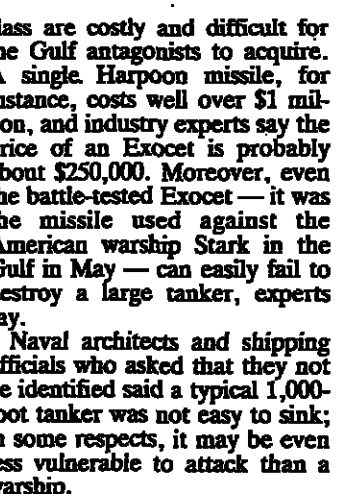 lass are costly and difficult for
he Gulf antagonists to acquire.
A single Harpoon missile, for
nstance, costs well over $1 mil-
ion, and industry experts say the
rice of an Exocet is probably
bout $250,000. Moreover, even
he battle-tested Exocet — it was
he missile used against the
American warship Stark in the
Gulf in May — can easily fail to
estroy a large tanker, experts
ay.
Naval architects and shipping
fficials who asked that they not
e identified said a typical 1,000-
oot tanker was not easy to sink;
n some respects, it may be even
ess vulnerable to attack than a
warship.